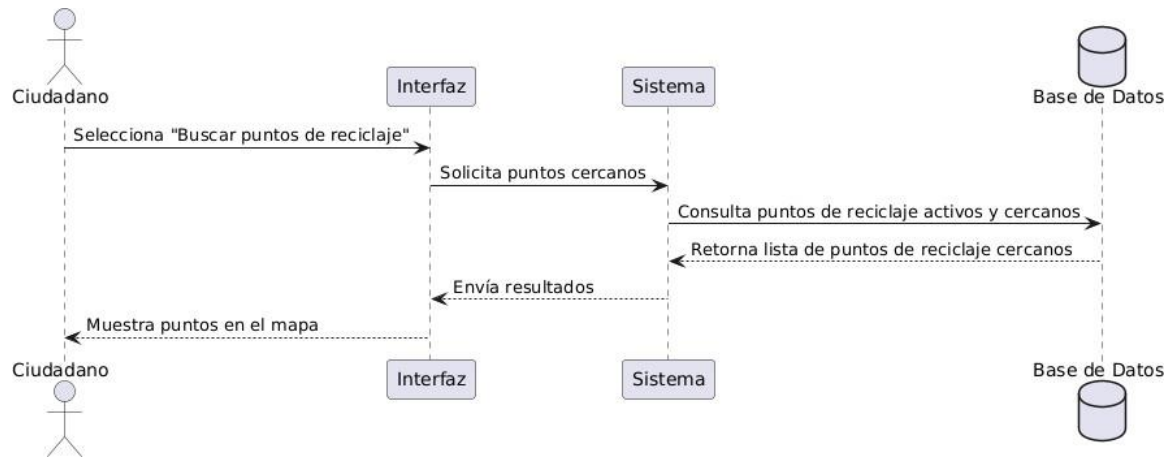 Ciudadano
Interfaz
Sistema
Base de Datos
Selecciona "Buscar puntos de reciclaje"
Solicita puntos cercanos
Consulta puntos de reciclaje activos y cercanos
Retorna lista de puntos de reciclaje cercanos
Envía resultados
Muestra puntos en el mapa
Ciudadano
Interfaz
Sistema
Base de Datos